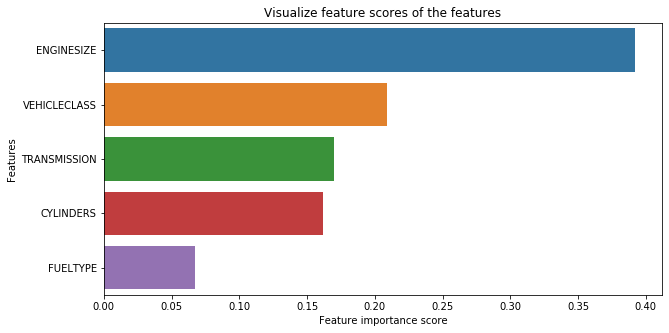 Visualize feature scores of the features
ENGINESIZE
VEHICLECLASS
TRANSMISSION
CYLINDERS
FUELTYPE
Features
0.00 0.05 0.10 0.15 0.20 0.25 0.30 0.35 0.40
Feature importance score